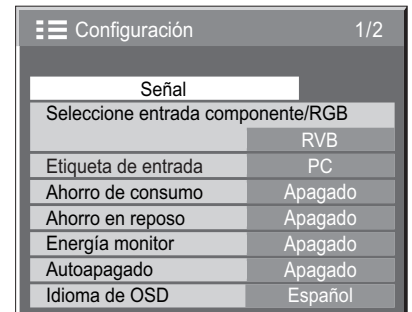 Configuración 1/2
Señal
Seleccione entrada componente/RGB
RVB
Etiqueta de entrada PC
Ahorro de consumo Apagado
Ahorro en reposo Apagado
Energía monitor Apagado
Autoapagado Apagado
Idioma de OSD Español